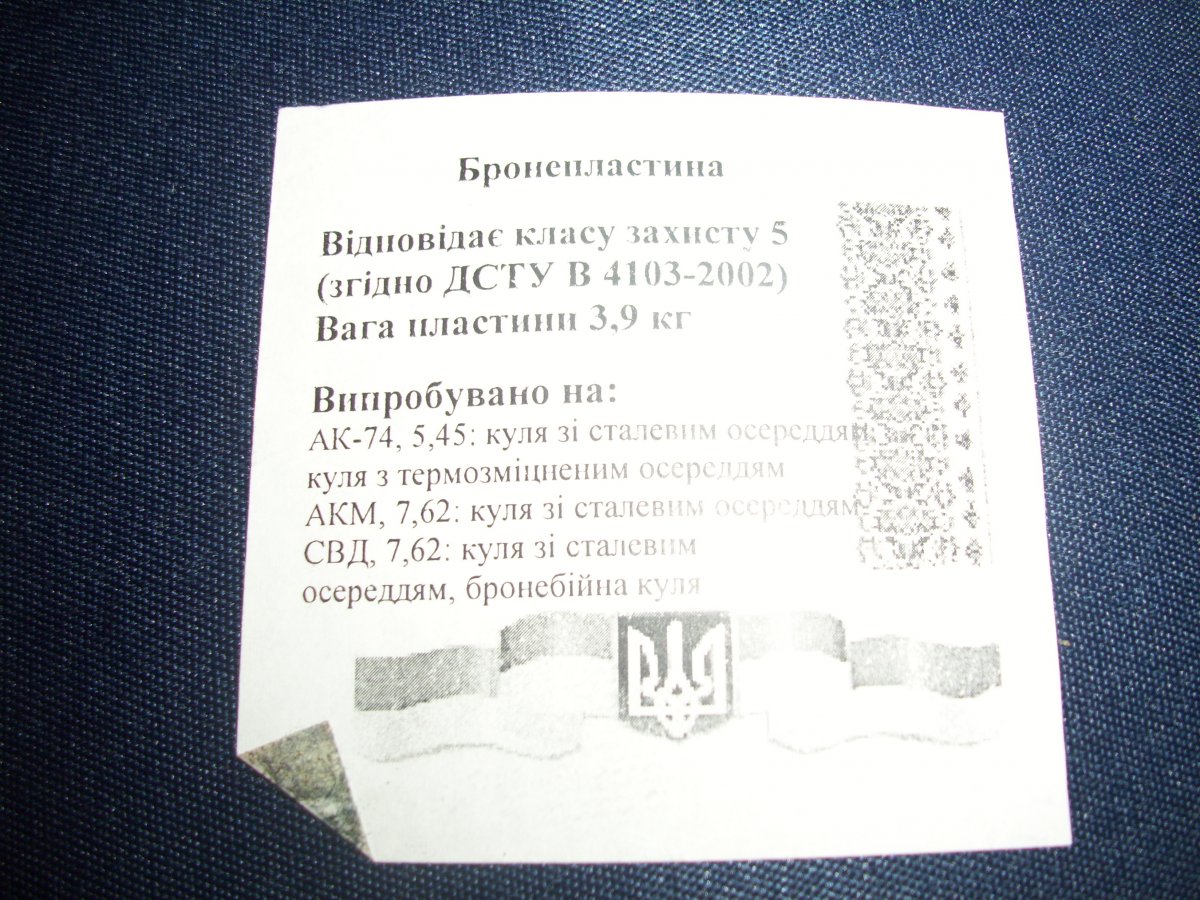 Бронепластина
Відповідає класу захисту 5
(згідно ДСТУ В 4103-2002)
Вага пластини 3,9 кг
Випробувано на:
АК-74, 5,45: куля зі сталевим осереддям
куля з термозміцненим осереддям
АКМ, 7,62: куля зі сталевим осереддям
СВД, 7,62: куля зі сталевим
осереддям, бронебійна куля